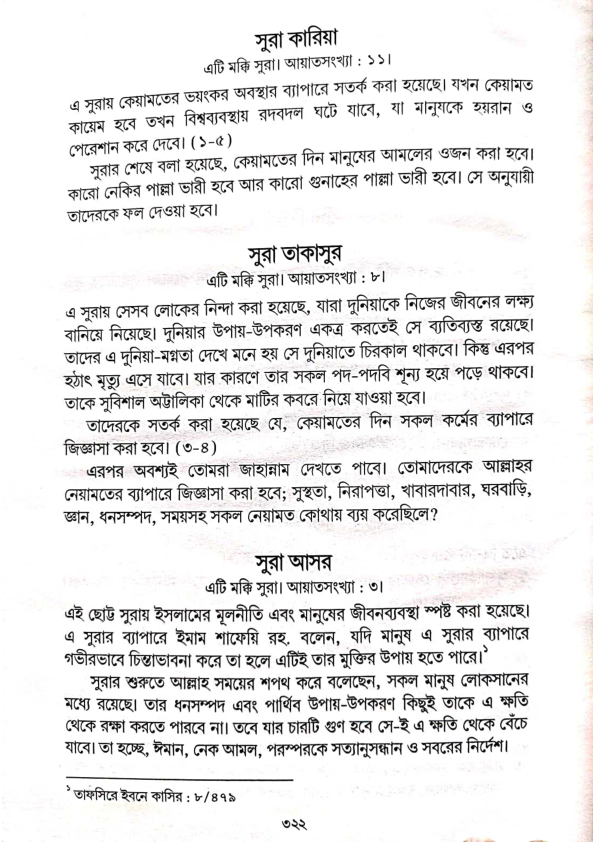 সুরা কারিয়া
এটি মক্কি সুরা। আয়াতসংখ্যা : ১১।
এ সুরায় কেয়ামতের ভয়ংকর অবস্থার ব্যাপারে সতর্ক করা হয়েছে। যখন কেয়ামত
কায়েম হবে তখন বিশ্বব্যবস্থায় রদবদল ঘটে যাবে, যা মানুষকে হয়রান ও
পেরেশান করে দেবে। (১-৫)
সুরার শেষে বলা হয়েছে, কেয়ামতের দিন মানুষের আমলের ওজন করা হবে।
কারো নেকির পাল্লা ভারী হবে আর কারো গুনাহের পাল্লা ভারী হবে। সে অনুযায়ী
তাদেরকে ফল দেওয়া হবে।
সুরা তাকাসুর
এটি মক্কি সুরা। আয়াতসংখ্যা : ৮।
এ সুরায় সেসব লোকের নিন্দা করা হয়েছে, যারা দুনিয়াকে নিজের জীবনের লক্ষ্য
বানিয়ে নিয়েছে। দুনিয়ার উপায়-উপকরণ একত্র করতেই সে ব্যতিব্যস্ত রয়েছে।
তাদের এ দুনিয়া-মগ্নতা দেখে মনে হয় সে দুনিয়াতে চিরকাল থাকবে। কিন্তু এরপর
হঠাৎ মৃত্যু এসে যাবে। যার কারণে তার সকল পদ-পদবি শূন্য হয়ে পড়ে থাকবে।
তাকে সুবিশাল অট্টালিকা থেকে মাটির কবরে নিয়ে যাওয়া হবে।
তাদেরকে সতর্ক করা হয়েছে যে, কেয়ামতের দিন সকল কর্মের ব্যাপারে
জিজ্ঞাসা করা হবে। (৩-৪)
এরপর অবশ্যই তোমরা জাহান্নাম দেখতে পাবে। তোমাদেরকে আল্লাহর
নেয়ামতের ব্যাপারে জিজ্ঞাসা করা হবে; সুস্থতা, নিরাপত্তা, খাবারদাবার, ঘরবাড়ি,
জ্ঞান, ধনসম্পদ, সময়সহ সকল নেয়ামত কোথায় ব্যয় করেছিলে?
সুরা আসর
এটি মক্কি সুরা। আয়াতসংখ্যা : ৩।
এই ছোট্ট সুরায় ইসলামের মূলনীতি এবং মানুষের জীবনব্যবস্থা স্পষ্ট করা হয়েছে।
এ সুরার ব্যাপারে ইমাম শাফেয়ি রহ. বলেন, যদি মানুষ এ সুরার ব্যাপারে
গভীরভাবে চিন্তাভাবনা করে তা হলে এটিই তার মুক্তির উপায় হতে পারে।১
সুরার শুরুতে আল্লাহ সময়ের শপথ করে বলেছেন, সকল মানুষ লোকসানের
মধ্যে রয়েছে। তার ধনসম্পদ এবং পার্থিব উপায়-উপকরণ কিছুই তাকে এ ক্ষতি
থেকে রক্ষা করতে পারবে না। তবে যার চারটি গুণ হবে সে-ই এ ক্ষতি থেকে বেঁচে
যাবে। তা হচ্ছে, ঈমান, নেক আমল, পরস্পরকে সত্যানুসন্ধান ও সবরের নির্দেশ।
১ তাফসিরে ইবনে কাসির : ৮/৪৭৯
৩২২